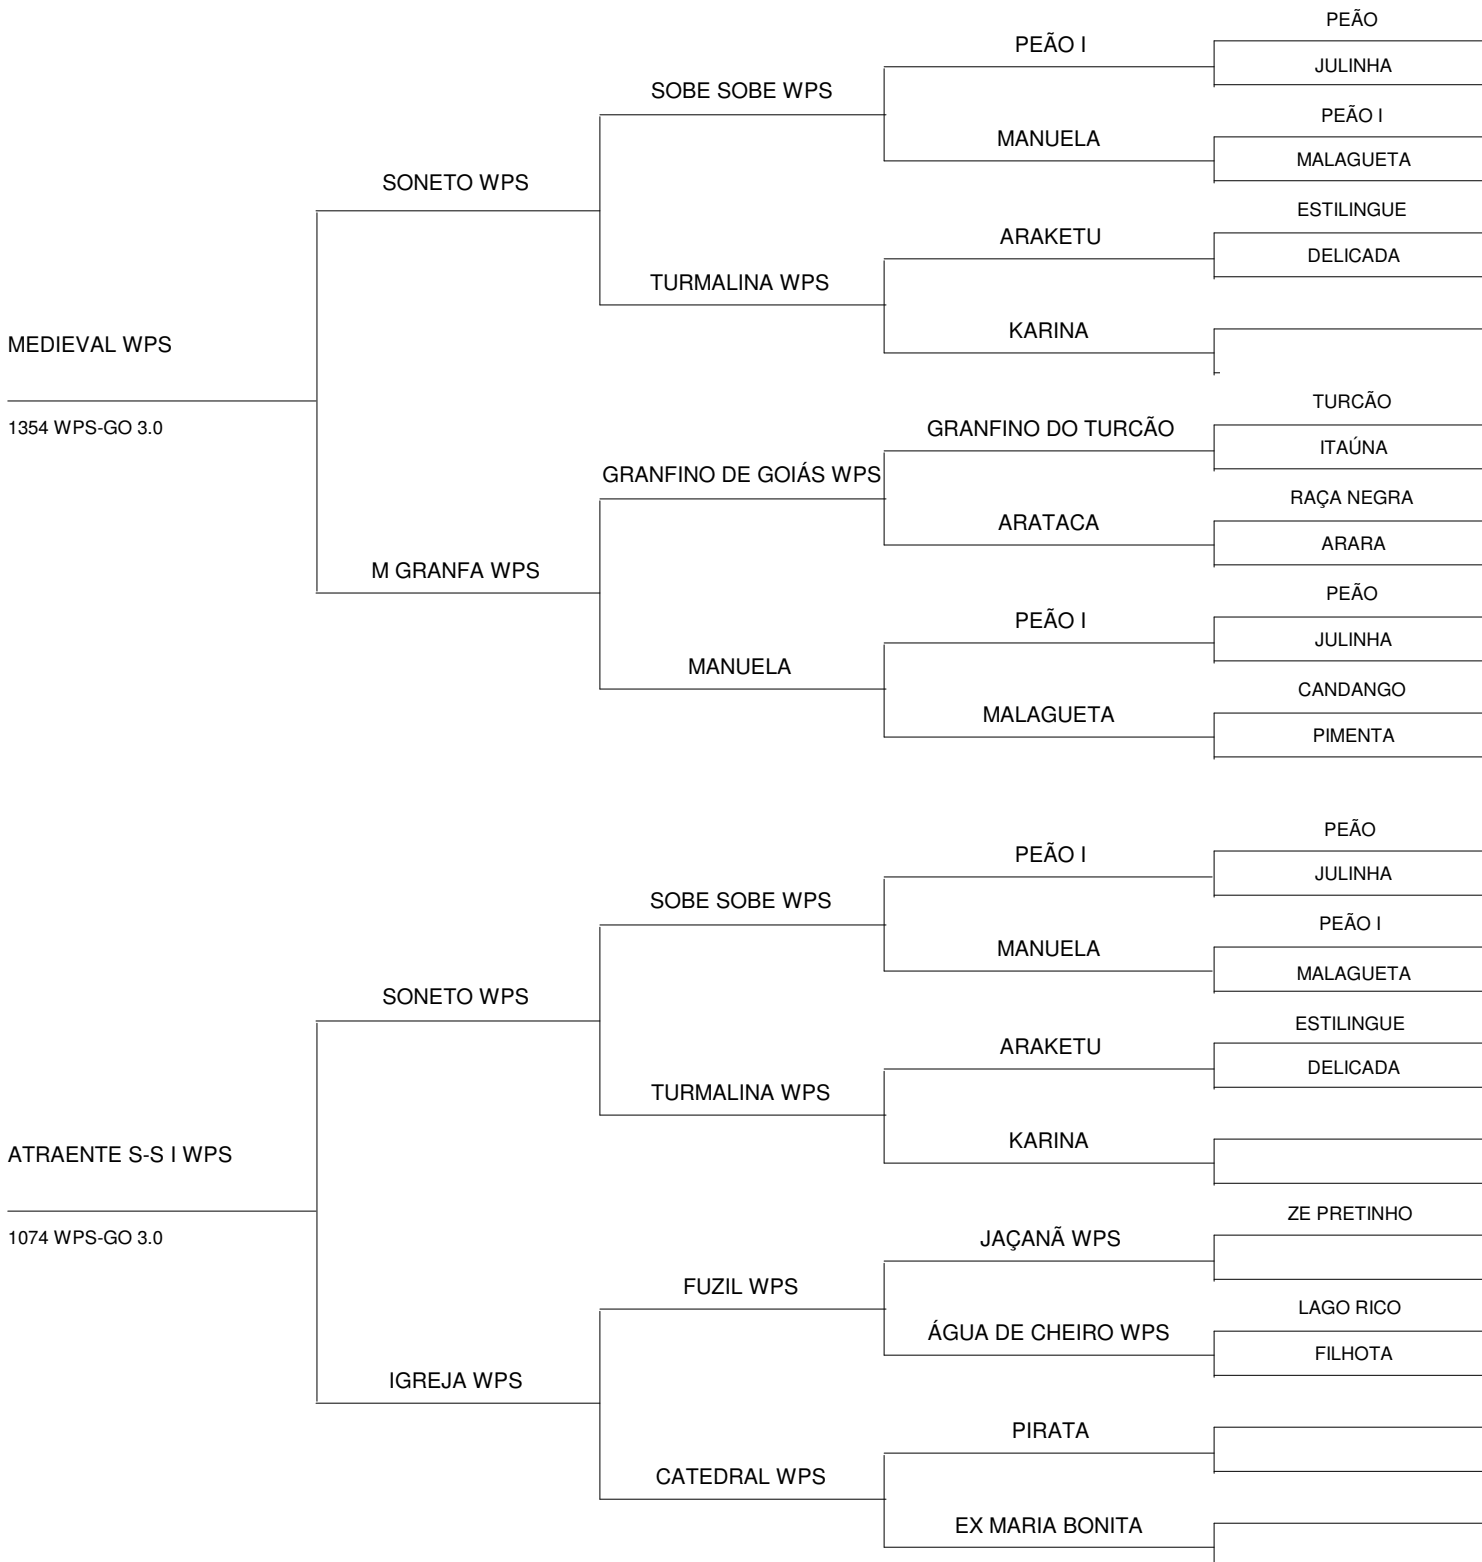 PEÃO
PEÃO I
JULINHA
SOBE SOBE WPS
PEÃO I
MANUELA
MALAGUETA
SONETO WPS
ESTILINGUE
ARAKETU
DELICADA
TURMALINA WPS
KARINA
MEDIEVAL WPS
TURCÃO
1354 WPS-GO 3.0
GRANFINO DO TURCÃO
ITAÚNA
GRANFINO DE GOIÁS WPS
RAÇA NEGRA
ARATACA
ARARA
M GRANFA WPS
PEÃO
PEÃO I
JULINHA
MANUELA
CANDANGO
MALAGUETA
PIMENTA
PEÃO
PEÃO I
JULINHA
SOBE SOBE WPS
PEÃO I
MANUELA
MALAGUETA
SONETO WPS
ESTILINGUE
ARAKETU
DELICADA
TURMALINA WPS
KARINA
ATRAENTE S-S I WPS
ZE PRETINHO
1074 WPS-GO 3.0
JAÇANÃ WPS
FUZIL WPS
LAGO RICO
ÁGUA DE CHEIRO WPS
FILHOTA
IGREJA WPS
PIRATA
CATEDRAL WPS
EX MARIA BONITA